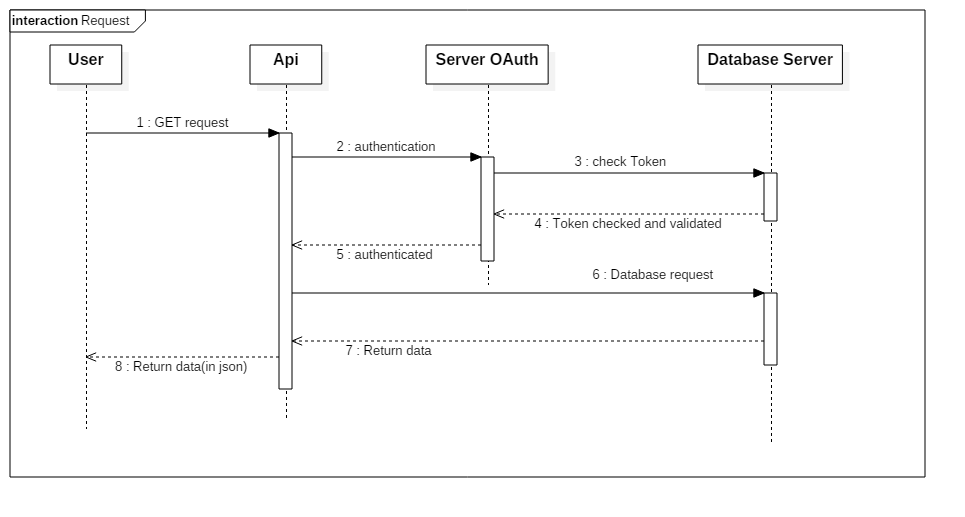 interaction Request
User
Api
Server OAuth
Database Server
1 : GET request
2 : authentication
3 : check Token
4 : Token checked and validated
5 : authenticated
6 : Database request
7 : Return data
8 : Return data(in json)